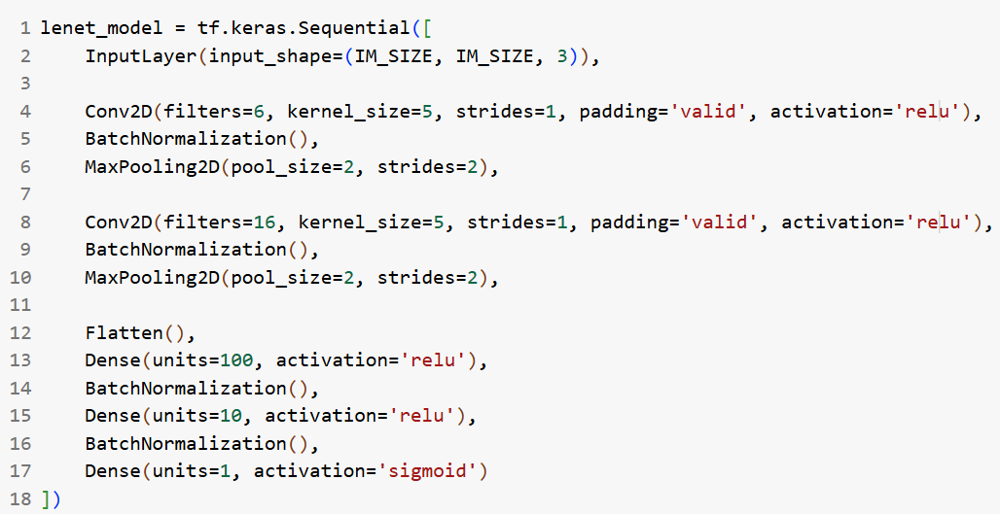 1 lenet_model = tf.keras.Sequential([
2     InputLayer(input_shape=(IM_SIZE, IM_SIZE, 3)),
3
4     Conv2D(filters=6, kernel_size=5, strides=1, padding='valid', activation='relu'),
5     BatchNormalization(),
6     MaxPooling2D(pool_size=2, strides=2),
7
8     Conv2D(filters=16, kernel_size=5, strides=1, padding='valid', activation='relu'),
9     BatchNormalization(),
10     MaxPooling2D(pool_size=2, strides=2),
11
12     Flatten(),
13     Dense(units=100, activation='relu'),
14     BatchNormalization(),
15     Dense(units=10, activation='relu'),
16     BatchNormalization(),
17     Dense(units=1, activation='sigmoid')
18 ])